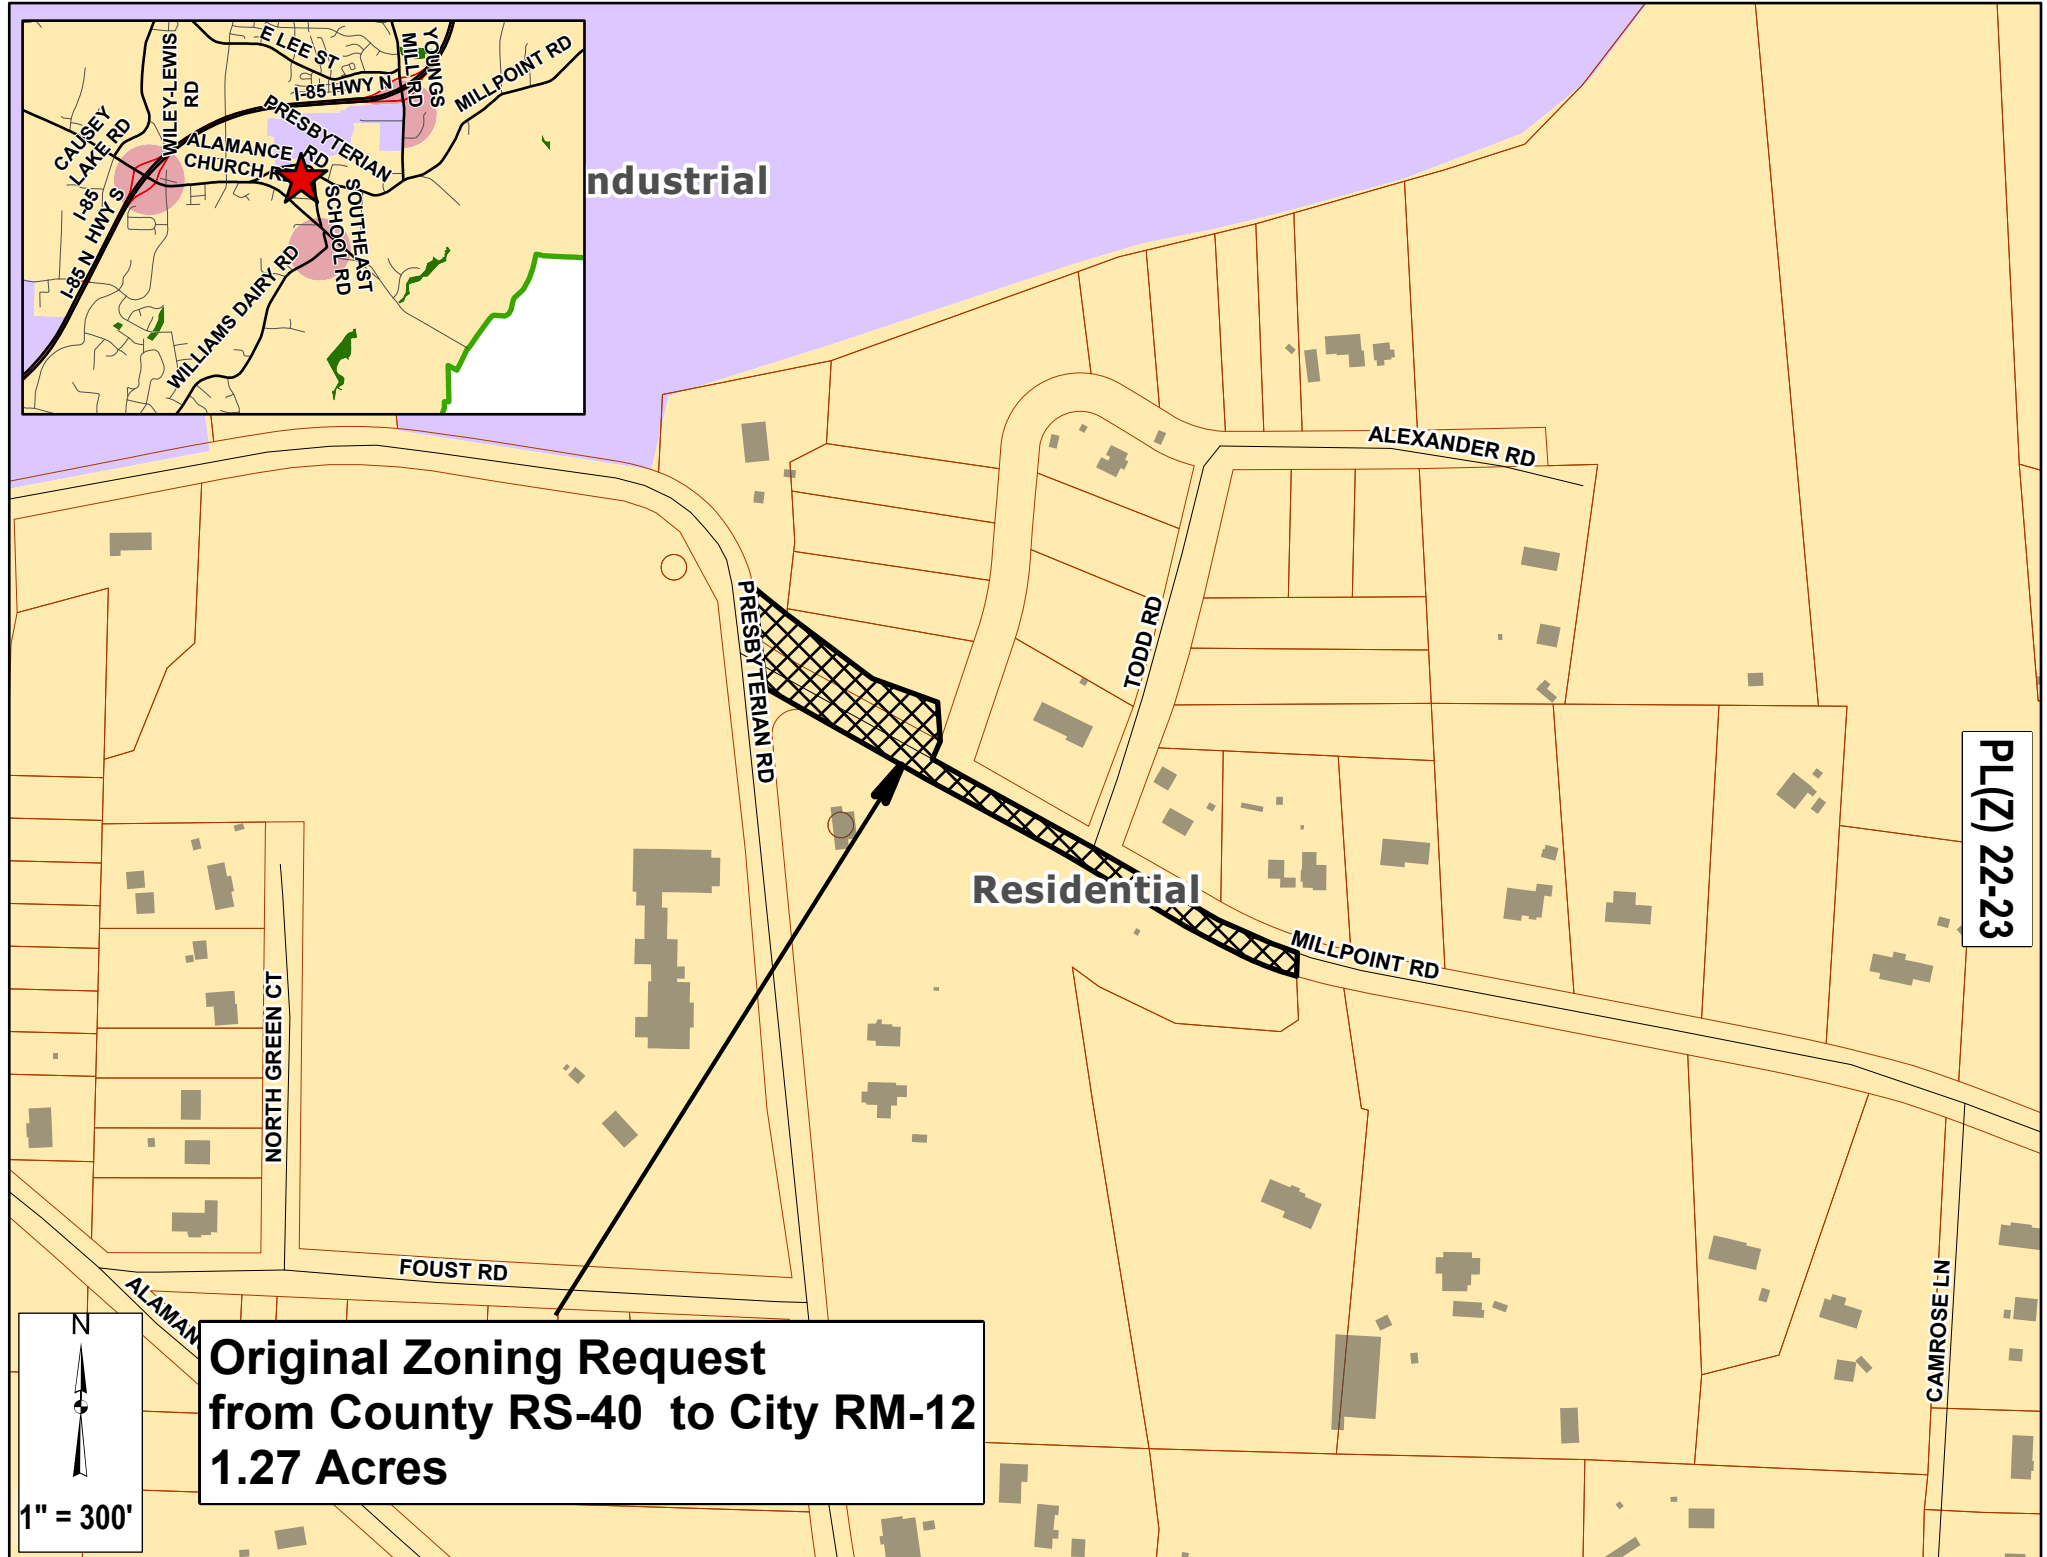 E LEE ST
YOUNGS
MILL RD
MILLPOINT RD
WILEY-LEWIS
RD
I-85 HWY N
PRESBYTERIAN
RD
CAUSEY
LAKE RD
ALAMANCE
CHURCH R
I-85
I-85 N HWY S
SOUTHEAST
SCHOOL RD
WILLIAMS DAIRY RD
ndustrial
ALEXANDER RD
TODD RD
PRESBYTERIAN RD
PL(Z) 22-23
Residential
MILLPOINT RD
NORTH GREEN CT
FOUST RD
ALAMAN
CAMROSE LN
N
1" = 300'
Original Zoning Request
from County RS-40 to City RM-12
1.27 Acres